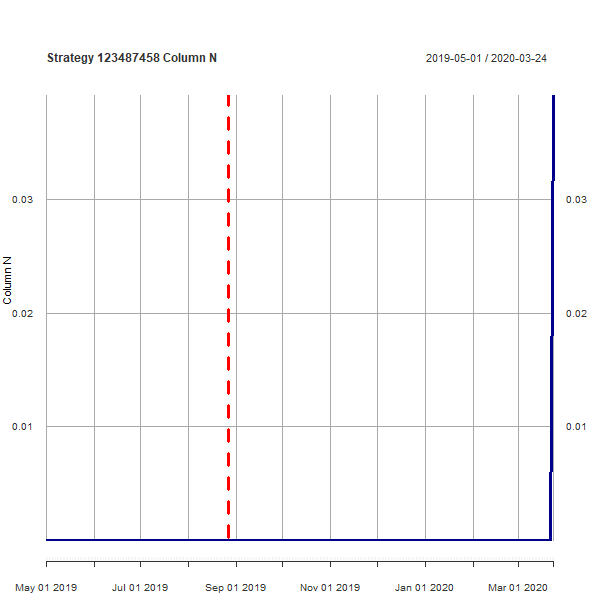 Strategy 123487458 Column N
2019-05-01 / 2020-03-24
0.03
0.03
Column N
0.02
0.02
0.01
0.01
May 01 2019
Jul 01 2019
Sep 01 2019
Nov 01 2019
Jan 01 2020
Mar 01 2020